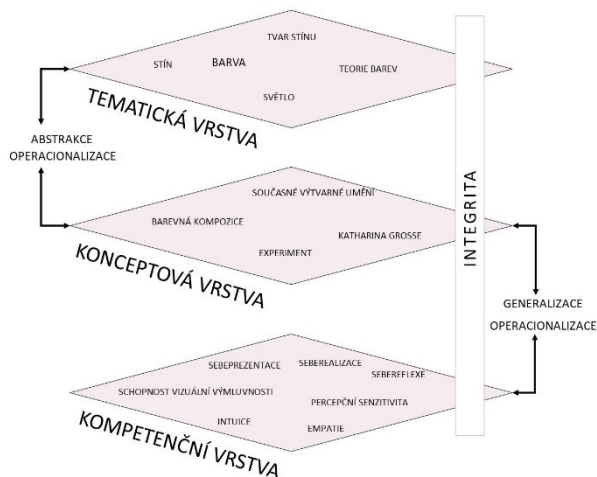 TVAR STÍNU
STÍN
BARVA
TEORIE BAREV
SVĚTLO
TEMATICKÁ VRSTVA
ABSTRAKCE
OPERACIONALIZACE
SOUČASNÉ VÝTVARNÉ UMĚNÍ
BAREVNÁ KOMPOZICE
KATHARINA GROSSE
EXPERIMENT
KONCEPTOVÁ VRSTVA
INTEGRITA
GENERALIZACE
OPERACIONALIZACE
SEBEPREZENTACE
SEBEREALIZACE
SEBEREFLEXE
SCHOPNOST VIZUÁLNÍ VÝMLUVNOSTI
PERCEPČNÍ SENZITIVITA
INTUICE
EMPATIE
KOMPETENČNÍ VRSTVA